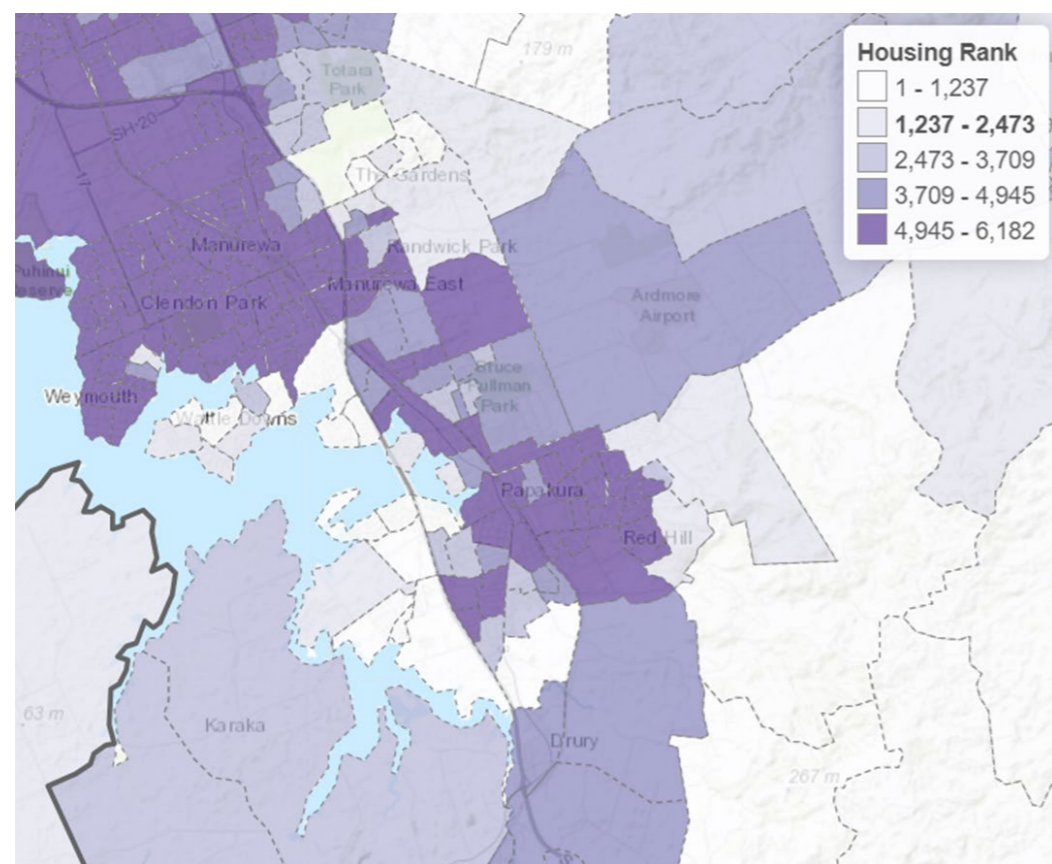 179 m
Totara
Park
SH-20
The Gardens
Manurewa
Randwick Park
Puhinui
Reserve
Manurewa East
Clendon Park
Ardmore
Airport
Bruce
Pullman
Park
Weymouth
Wattle Downs
Papakura
Red Hill
Karaka
63 m
Drury
267 m
Housing Rank
1 - 1,237
1,237 - 2,473
2,473 - 3,709
3,709 - 4,945
4,945 - 6,182